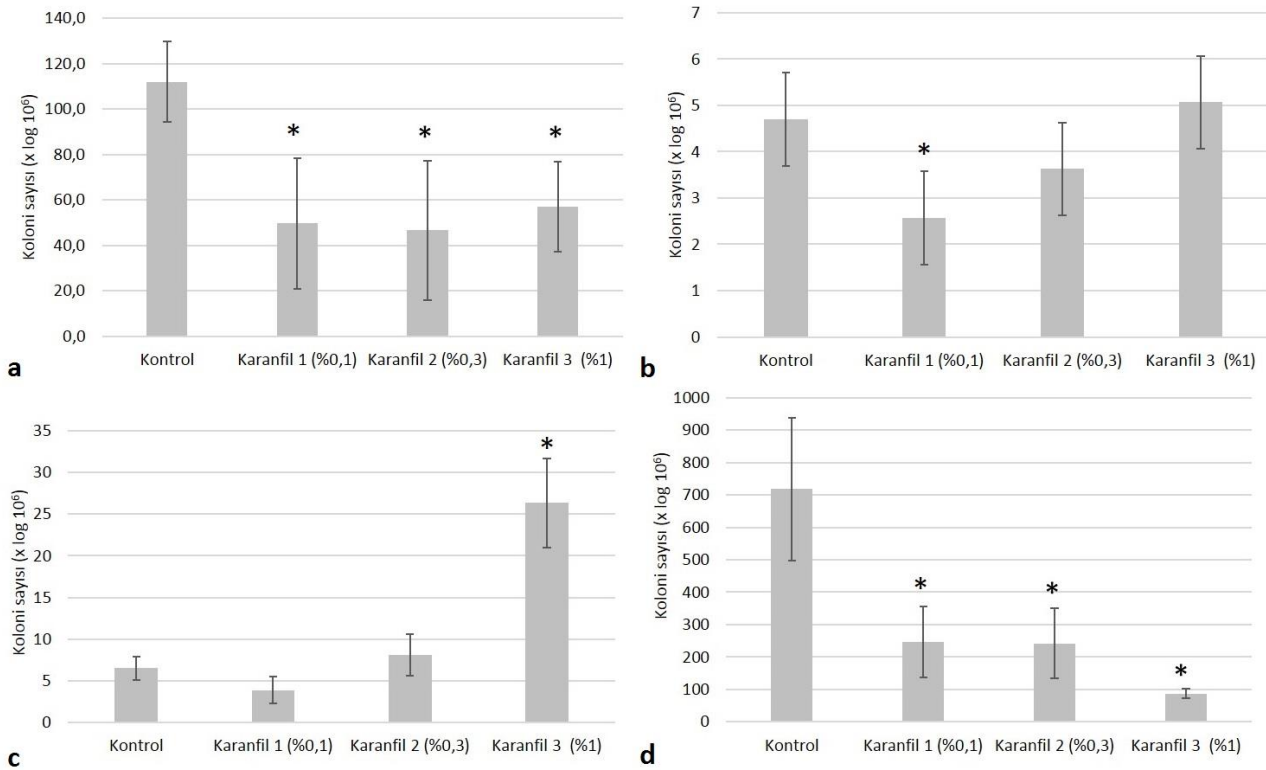 140,0
120,0
100,0
80,0
60,0
40,0
20,0
0,0
Koloni sayısı (x log 10⁶)
* * *
Kontrol Karanfil 1 (%0,1) Karanfil 2 (%0,3) Karanfil 3 (%1)
a
7
6
5
4
3
2
1
0
Koloni sayısı (x log 10⁶)
*
Kontrol Karanfil 1 (%0,1) Karanfil 2 (%0,3) Karanfil 3 (%1)
b
35
30
25
20
15
10
5
0
Koloni sayısı (x log 10⁶)
*
Kontrol Karanfil 1 (%0,1) Karanfil 2 (%0,3) Karanfil 3 (%1)
c
1000
900
800
700
600
500
400
300
200
100
0
Koloni sayısı (x log 10⁶)
* * *
Kontrol Karanfil 1 (%0,1) Karanfil 2 (%0,3) Karanfil 3 (%1)
d